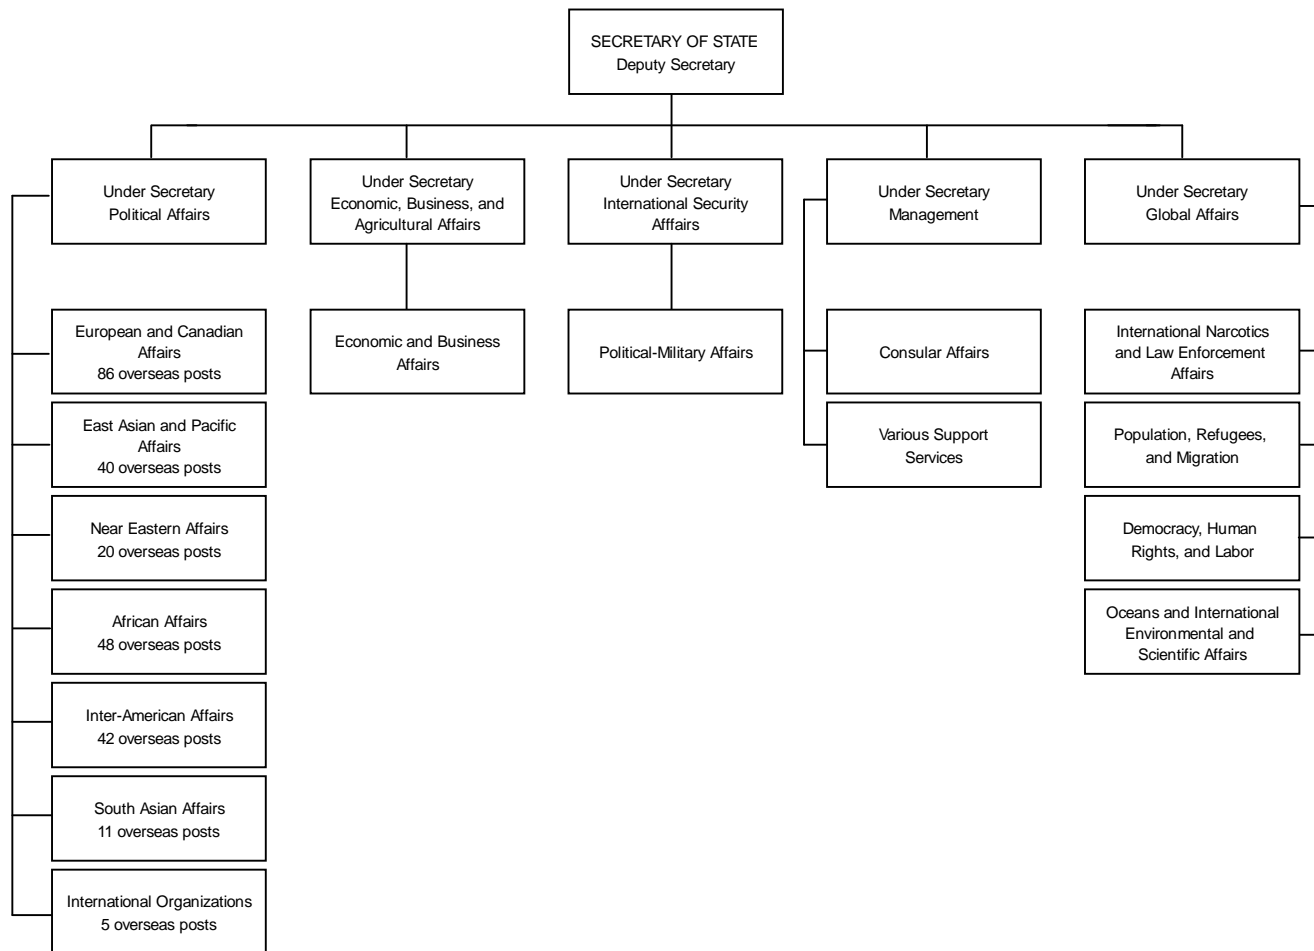 SECRETARY OF STATE
Deputy Secretary
Under Secretary
Political Affairs
Under Secretary
Economic, Business, and
Agricultural Affairs
Under Secretary
International Security
Afffairs
Under Secretary
Management
Under Secretary
Global Affairs
European and Canadian
Affairs
86 overseas posts
Economic and Business
Affairs
Political-Military Affairs
Consular Affairs
International Narcotics
and Law Enforcement
Affairs
East Asian and Pacific
Affairs
40 overseas posts
Various Support
Services
Population, Refugees,
and Migration
Near Eastern Affairs
20 overseas posts
Democracy, Human
Rights, and Labor
African Affairs
48 overseas posts
Oceans and International
Environmental and
Scientific Affairs
Inter-American Affairs
42 overseas posts
South Asian Affairs
11 overseas posts
International Organizations
5 overseas posts